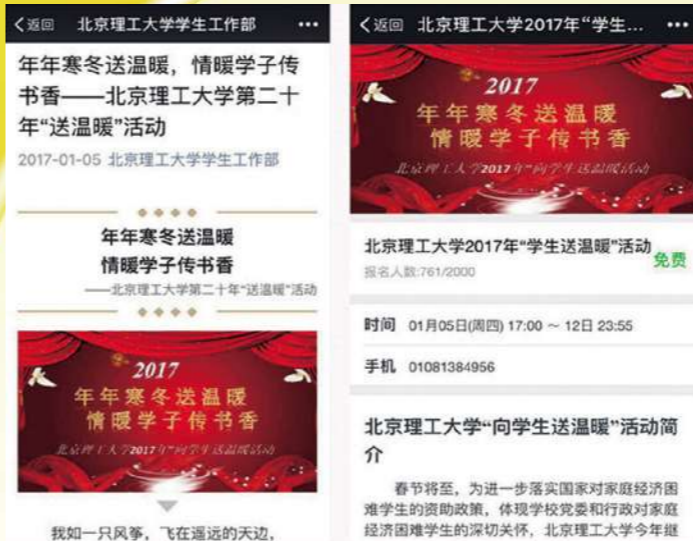 返回 北京理工大学学生工作部
年年寒冬送温暖，情暖学子传
书香——北京理工大学第二十
年“送温暖”活动
2017-01-05 北京理工大学学生工作部
年年寒冬送温暖
情暖学子传书香
——北京理工大学第二十年“送温暖”活动
2017
年年寒冬送温暖
情暖学子传书香
北京理工大学2017年“向学生送温暖活动
我如一只风筝，飞在遥远的天边，
返回 北京理工大学2017年“学生...
2017
年年寒冬送温暖
情暖学子传书香
北京理工大学2017年“向学生送温暖活动
北京理工大学2017年“学生送温暖”活动
免费
报名人数:761/2000
时间 01月05日(周四) 17:00 ~ 12日 23:55
手机 01081384956
北京理工大学“向学生送温暖”活动简
介
春节将至，为进一步落实国家对家庭经济困
难学生的资助政策，体现学校党委和行政对家庭
经济困难学生的深切关怀，北京理工大学今年继